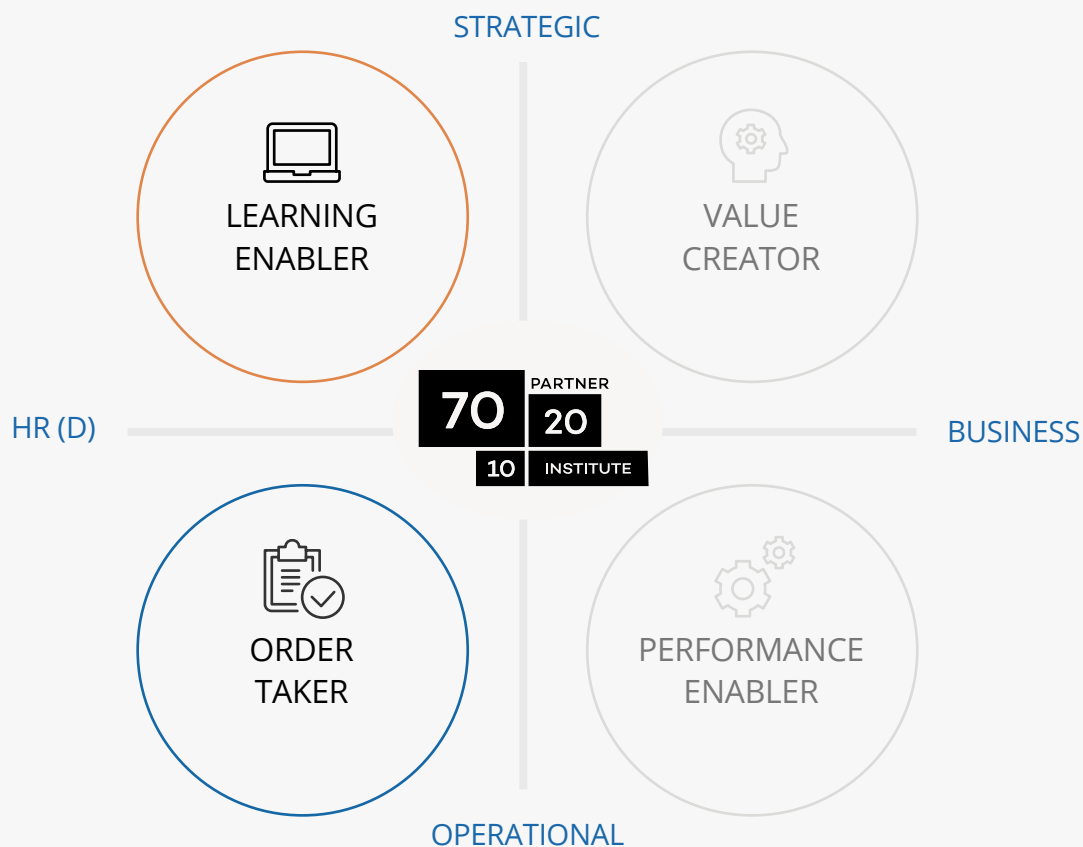 STRATEGIC
LEARNING
ENABLER
VALUE
CREATOR
HR (D)
70
PARTNER
20
10
INSTITUTE
BUSINESS
ORDER
TAKER
PERFORMANCE
ENABLER
OPERATIONAL